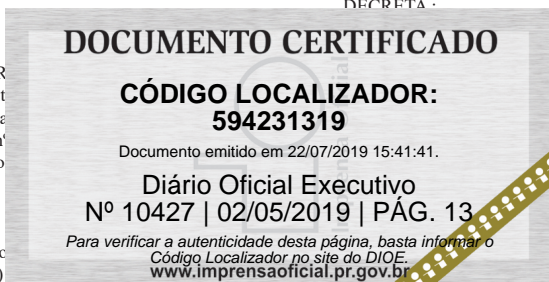 DECRETA :
DOCUMENTO CERTIFICADO
CÓDIGO LOCALIZADOR:
594231319
Documento emitido em 22/07/2019 15:41:41.
Diário Oficial Executivo
Nº 10427 | 02/05/2019 | PÁG. 13
Para verificar a autenticidade desta página, basta informar o
Código Localizador no site do DIOE.
www.imprensaoficial.pr.gov.br